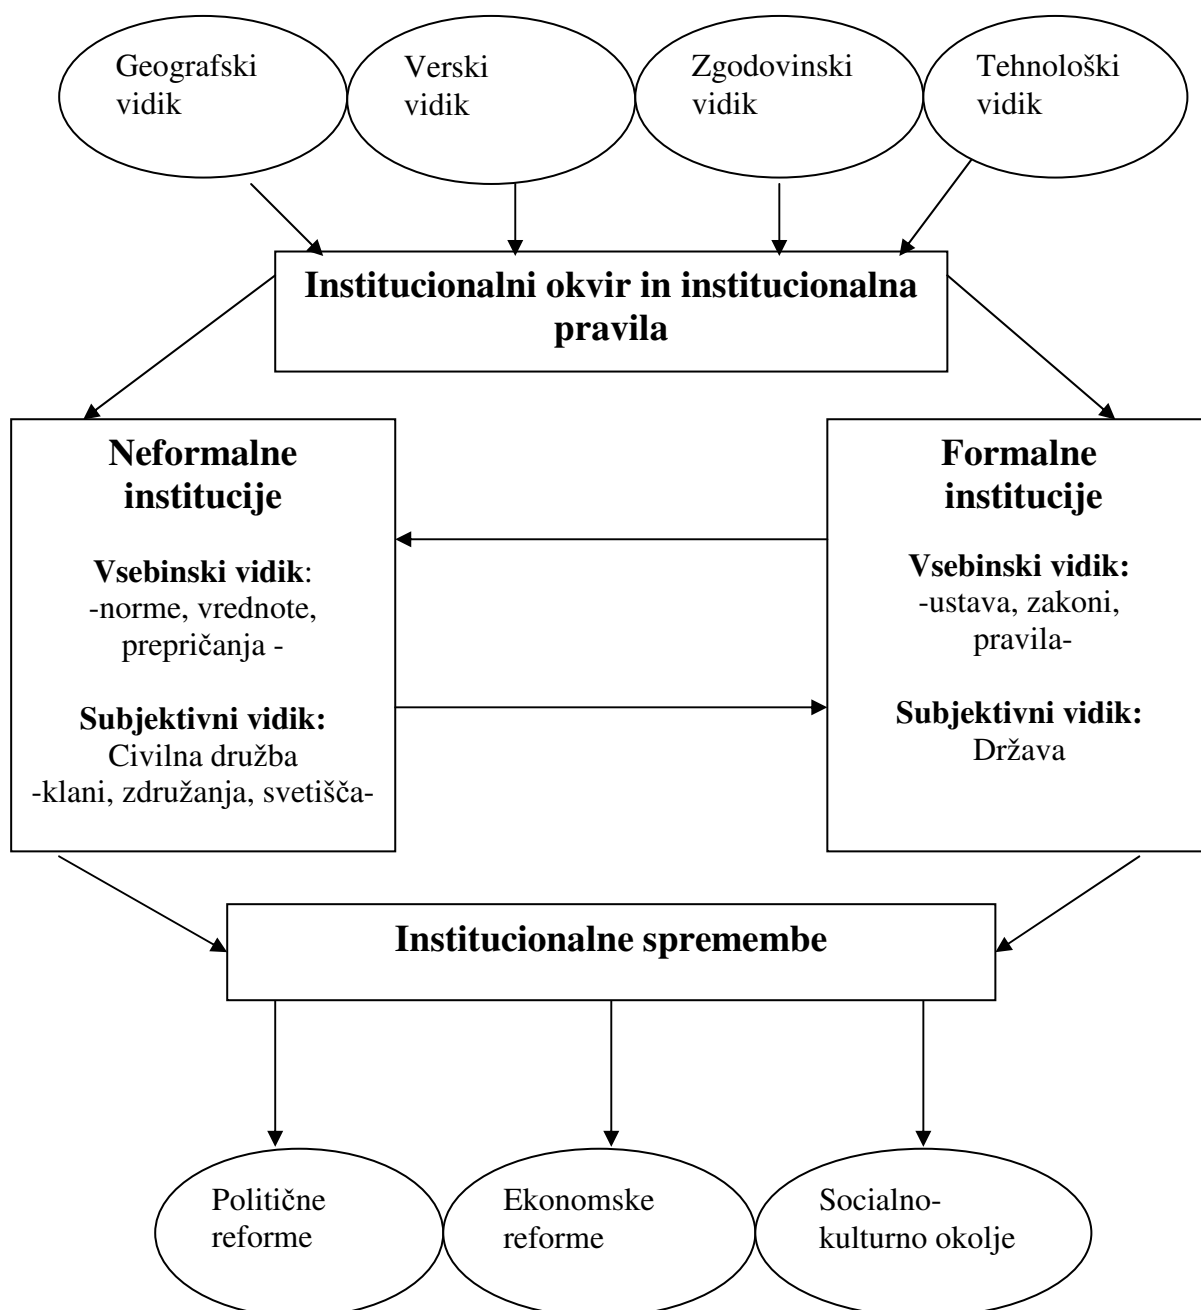 Geografski
vidik
Verski
vidik
Zgodovinski
vidik
Tehnološki
vidik
Institucionalni okvir in institucionalna
pravila
Neformalne
institucije
Vsebinski vidik:
-norme, vrednote,
prepričanja -
Subjektivni vidik:
Civilna družba
-klani, združanja, svetišča-
Formalne
institucije
Vsebinski vidik:
-ustava, zakoni,
pravila-
Subjektivni vidik:
Država
Institucionalne spremembe
Politične
reforme
Ekonomske
reforme
Socialno-
kulturno okolje